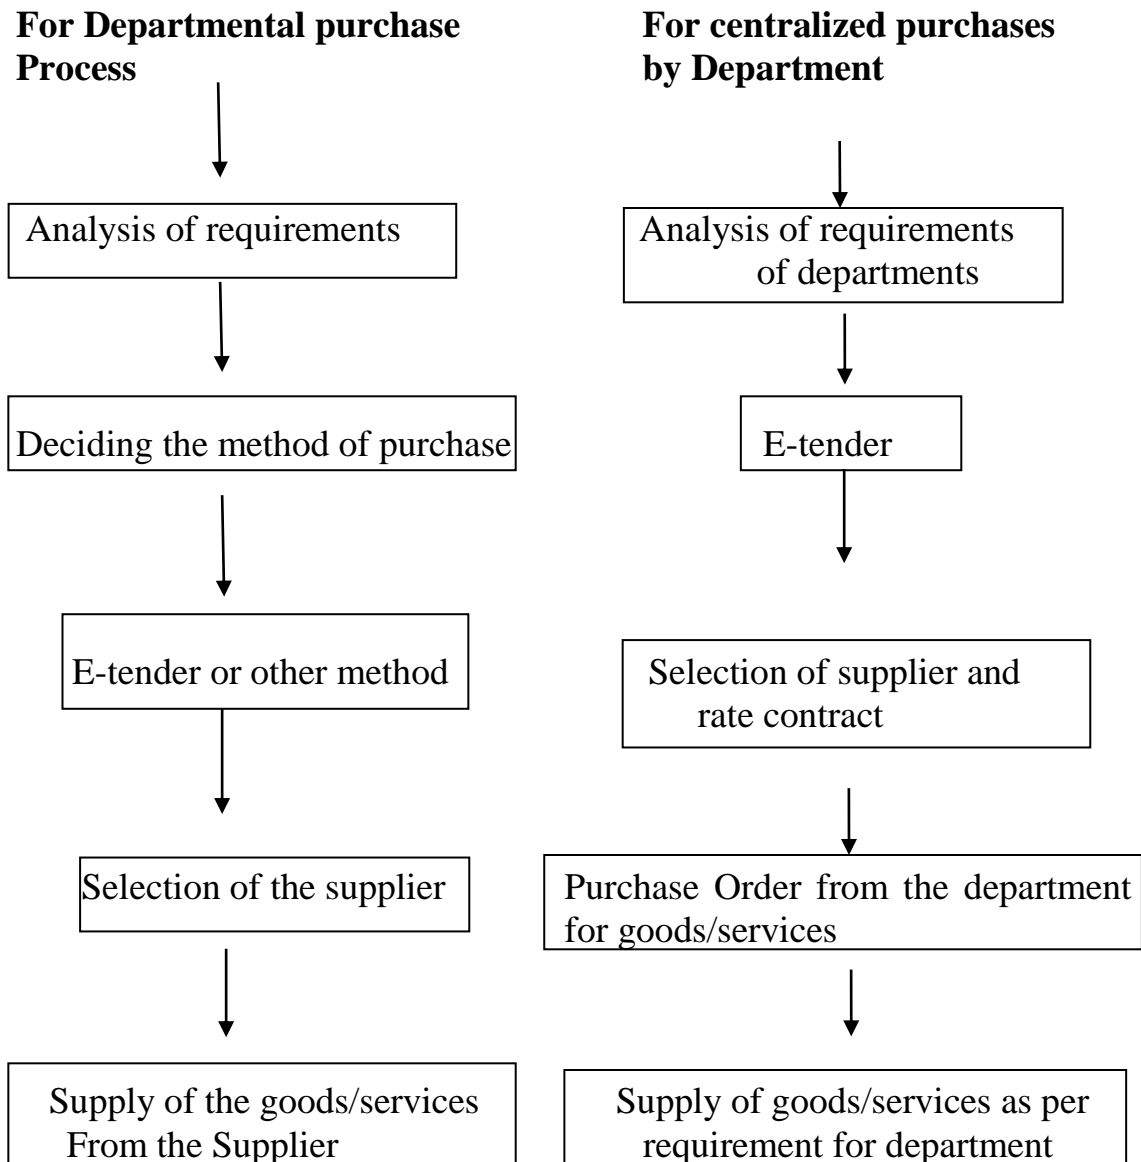 For Departmental purchase
Process
Analysis of requirements
Deciding the method of purchase
E-tender or other method
Selection of the supplier
Supply of the goods/services
From the Supplier
For centralized purchases
by Department
Analysis of requirements
of departments
E-tender
Selection of supplier and
rate contract
Purchase Order from the department
for goods/services
Supply of goods/services as per
requirement for department